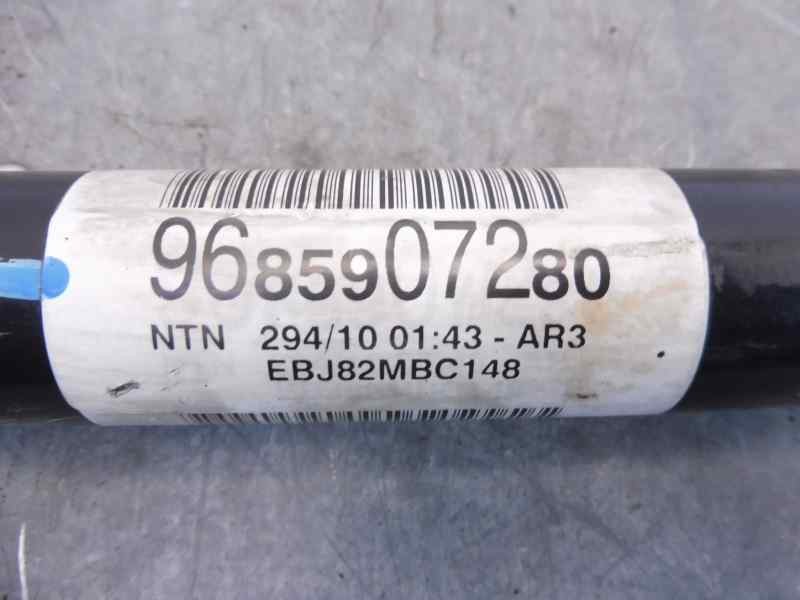 9685907280
NTN 294/10 01:43 - AR3
EBJ82MBC148